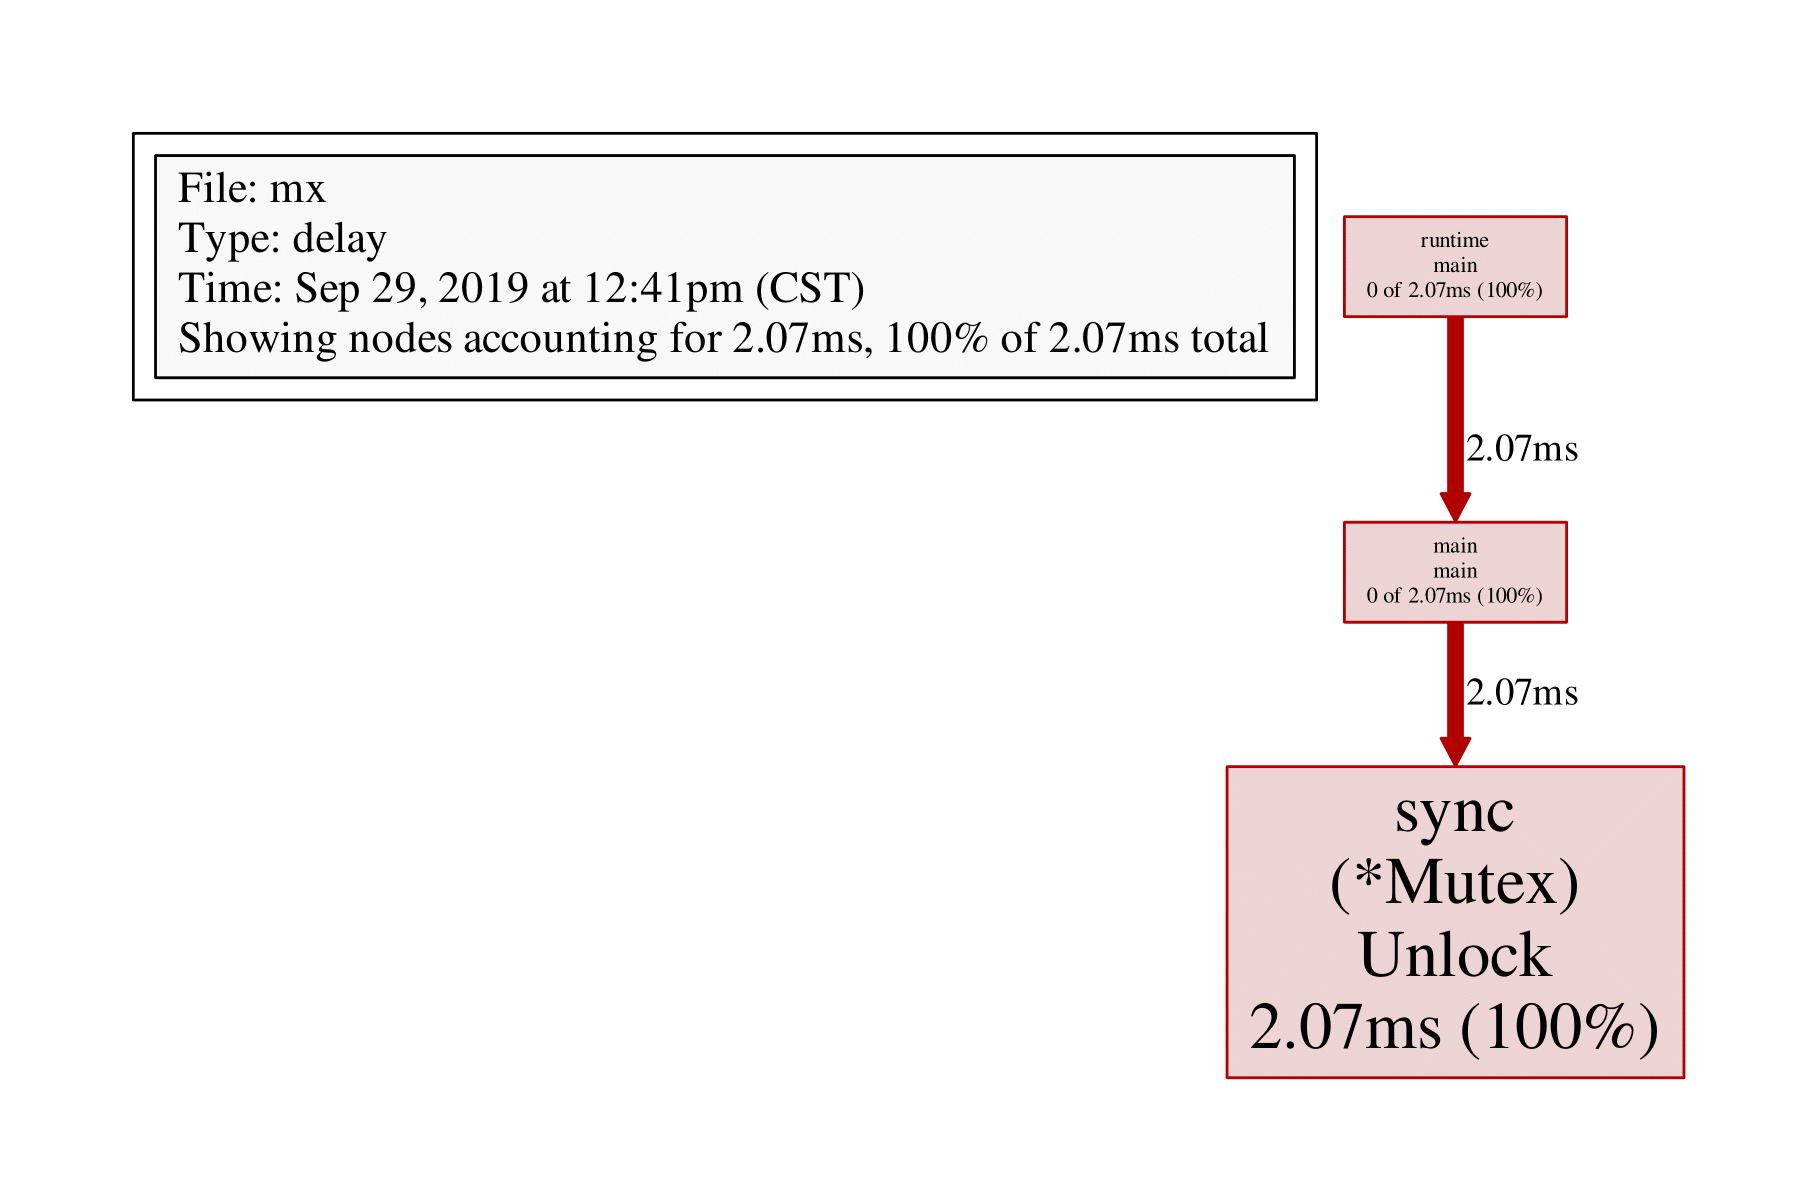 File: mx
Type: delay
Time: Sep 29, 2019 at 12:41pm (CST)
Showing nodes accounting for 2.07ms, 100% of 2.07ms total
runtime
main
0 of 2.07ms (100%)
2.07ms
main
main
0 of 2.07ms (100%)
2.07ms
sync
(*Mutex)
Unlock
2.07ms (100%)